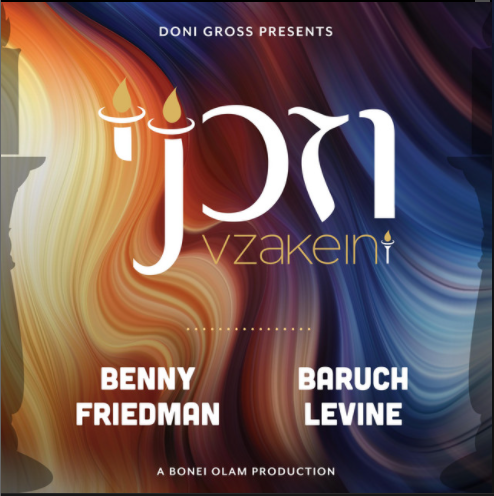 DONI GROSS PRESENTS
וזכני
vzakeini
BENNY
FRIEDMAN
BARUCH
LEVINE
A BONEI OLAM PRODUCTION